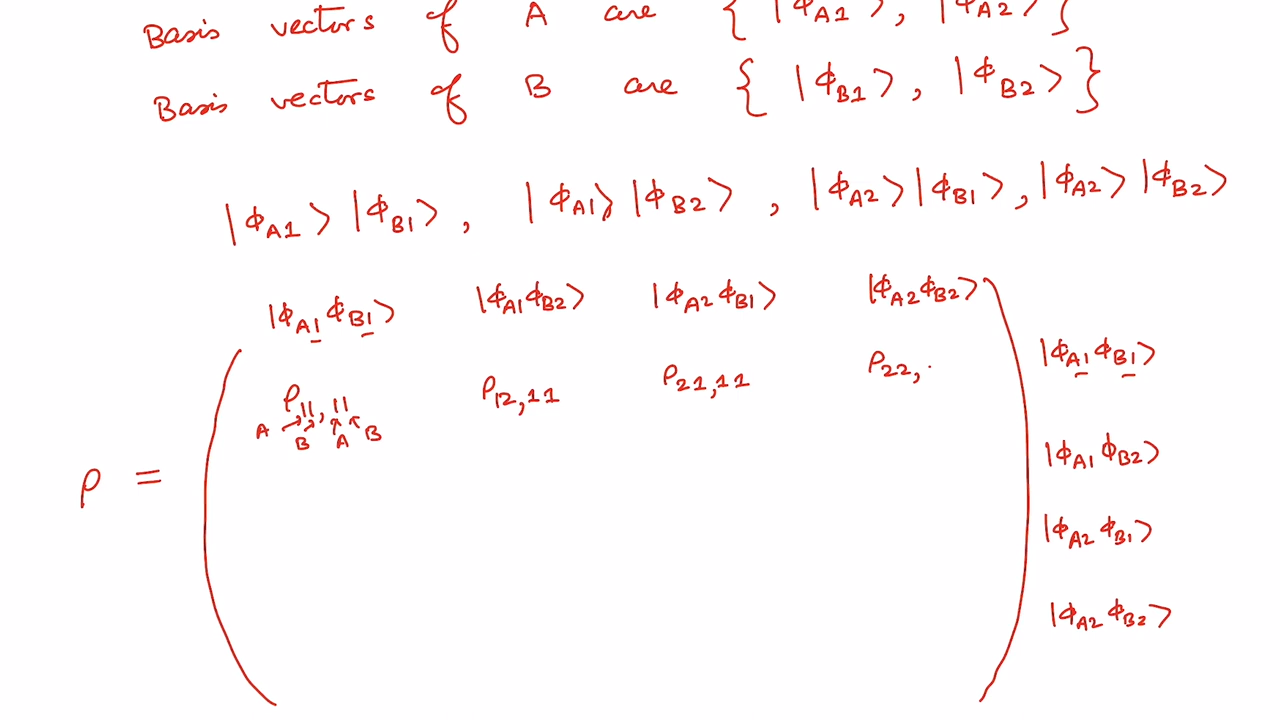 Basis vectors of A are { |ϕA1⟩, |ϕA2⟩ }
Basis vectors of B are { |ϕB1⟩, |ϕB2⟩ }
|ϕA1⟩ |ϕB1⟩, |ϕA1⟩ |ϕB2⟩, |ϕA2⟩ |ϕB1⟩, |ϕA2⟩ |ϕB2⟩
|ϕA1 ϕB1⟩ |ϕA1 ϕB2⟩ |ϕA2 ϕB1⟩ |ϕA2 ϕB2⟩
ρ11,11 ρ12,11 ρ21,11 ρ22, |ϕA1 ϕB1⟩
A B A B
|ϕA1 ϕB2⟩
ρ =
|ϕA2 ϕB1⟩
|ϕA2 ϕB2⟩